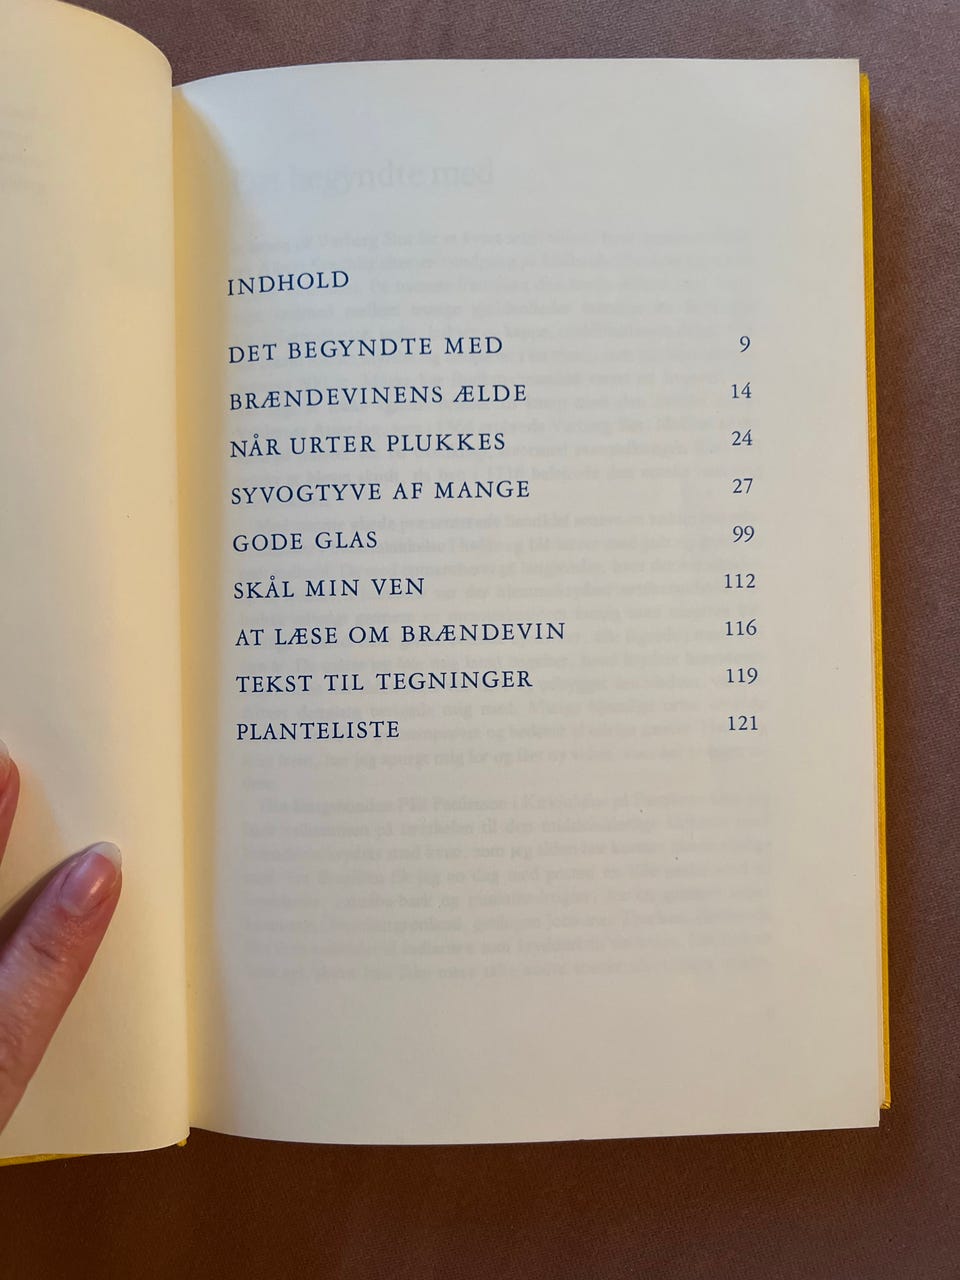 INDHOLD
DET BEGYNDTE MED 9
BRÆNDEVINENS ÆLDE 14
NÅR URTER PLUKKES 24
SYVOGTYVE AF MANGE 27
GODE GLAS 99
SKÅL MIN VEN 112
AT LÆSE OM BRÆNDEVIN 116
TEKST TIL TEGNINGER 119
PLANTELISTE 121